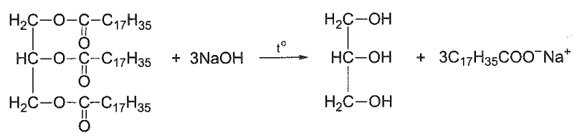 H₂C–O–C–C₁₇H₃₅
O
HC–O–C–C₁₇H₃₅ + 3NaOH t° → HC–OH + 3C₁₇H₃₅COO⁻Na⁺
O
H₂C–O–C–C₁₇H₃₅
O
H₂C–OH
H₂C–OH